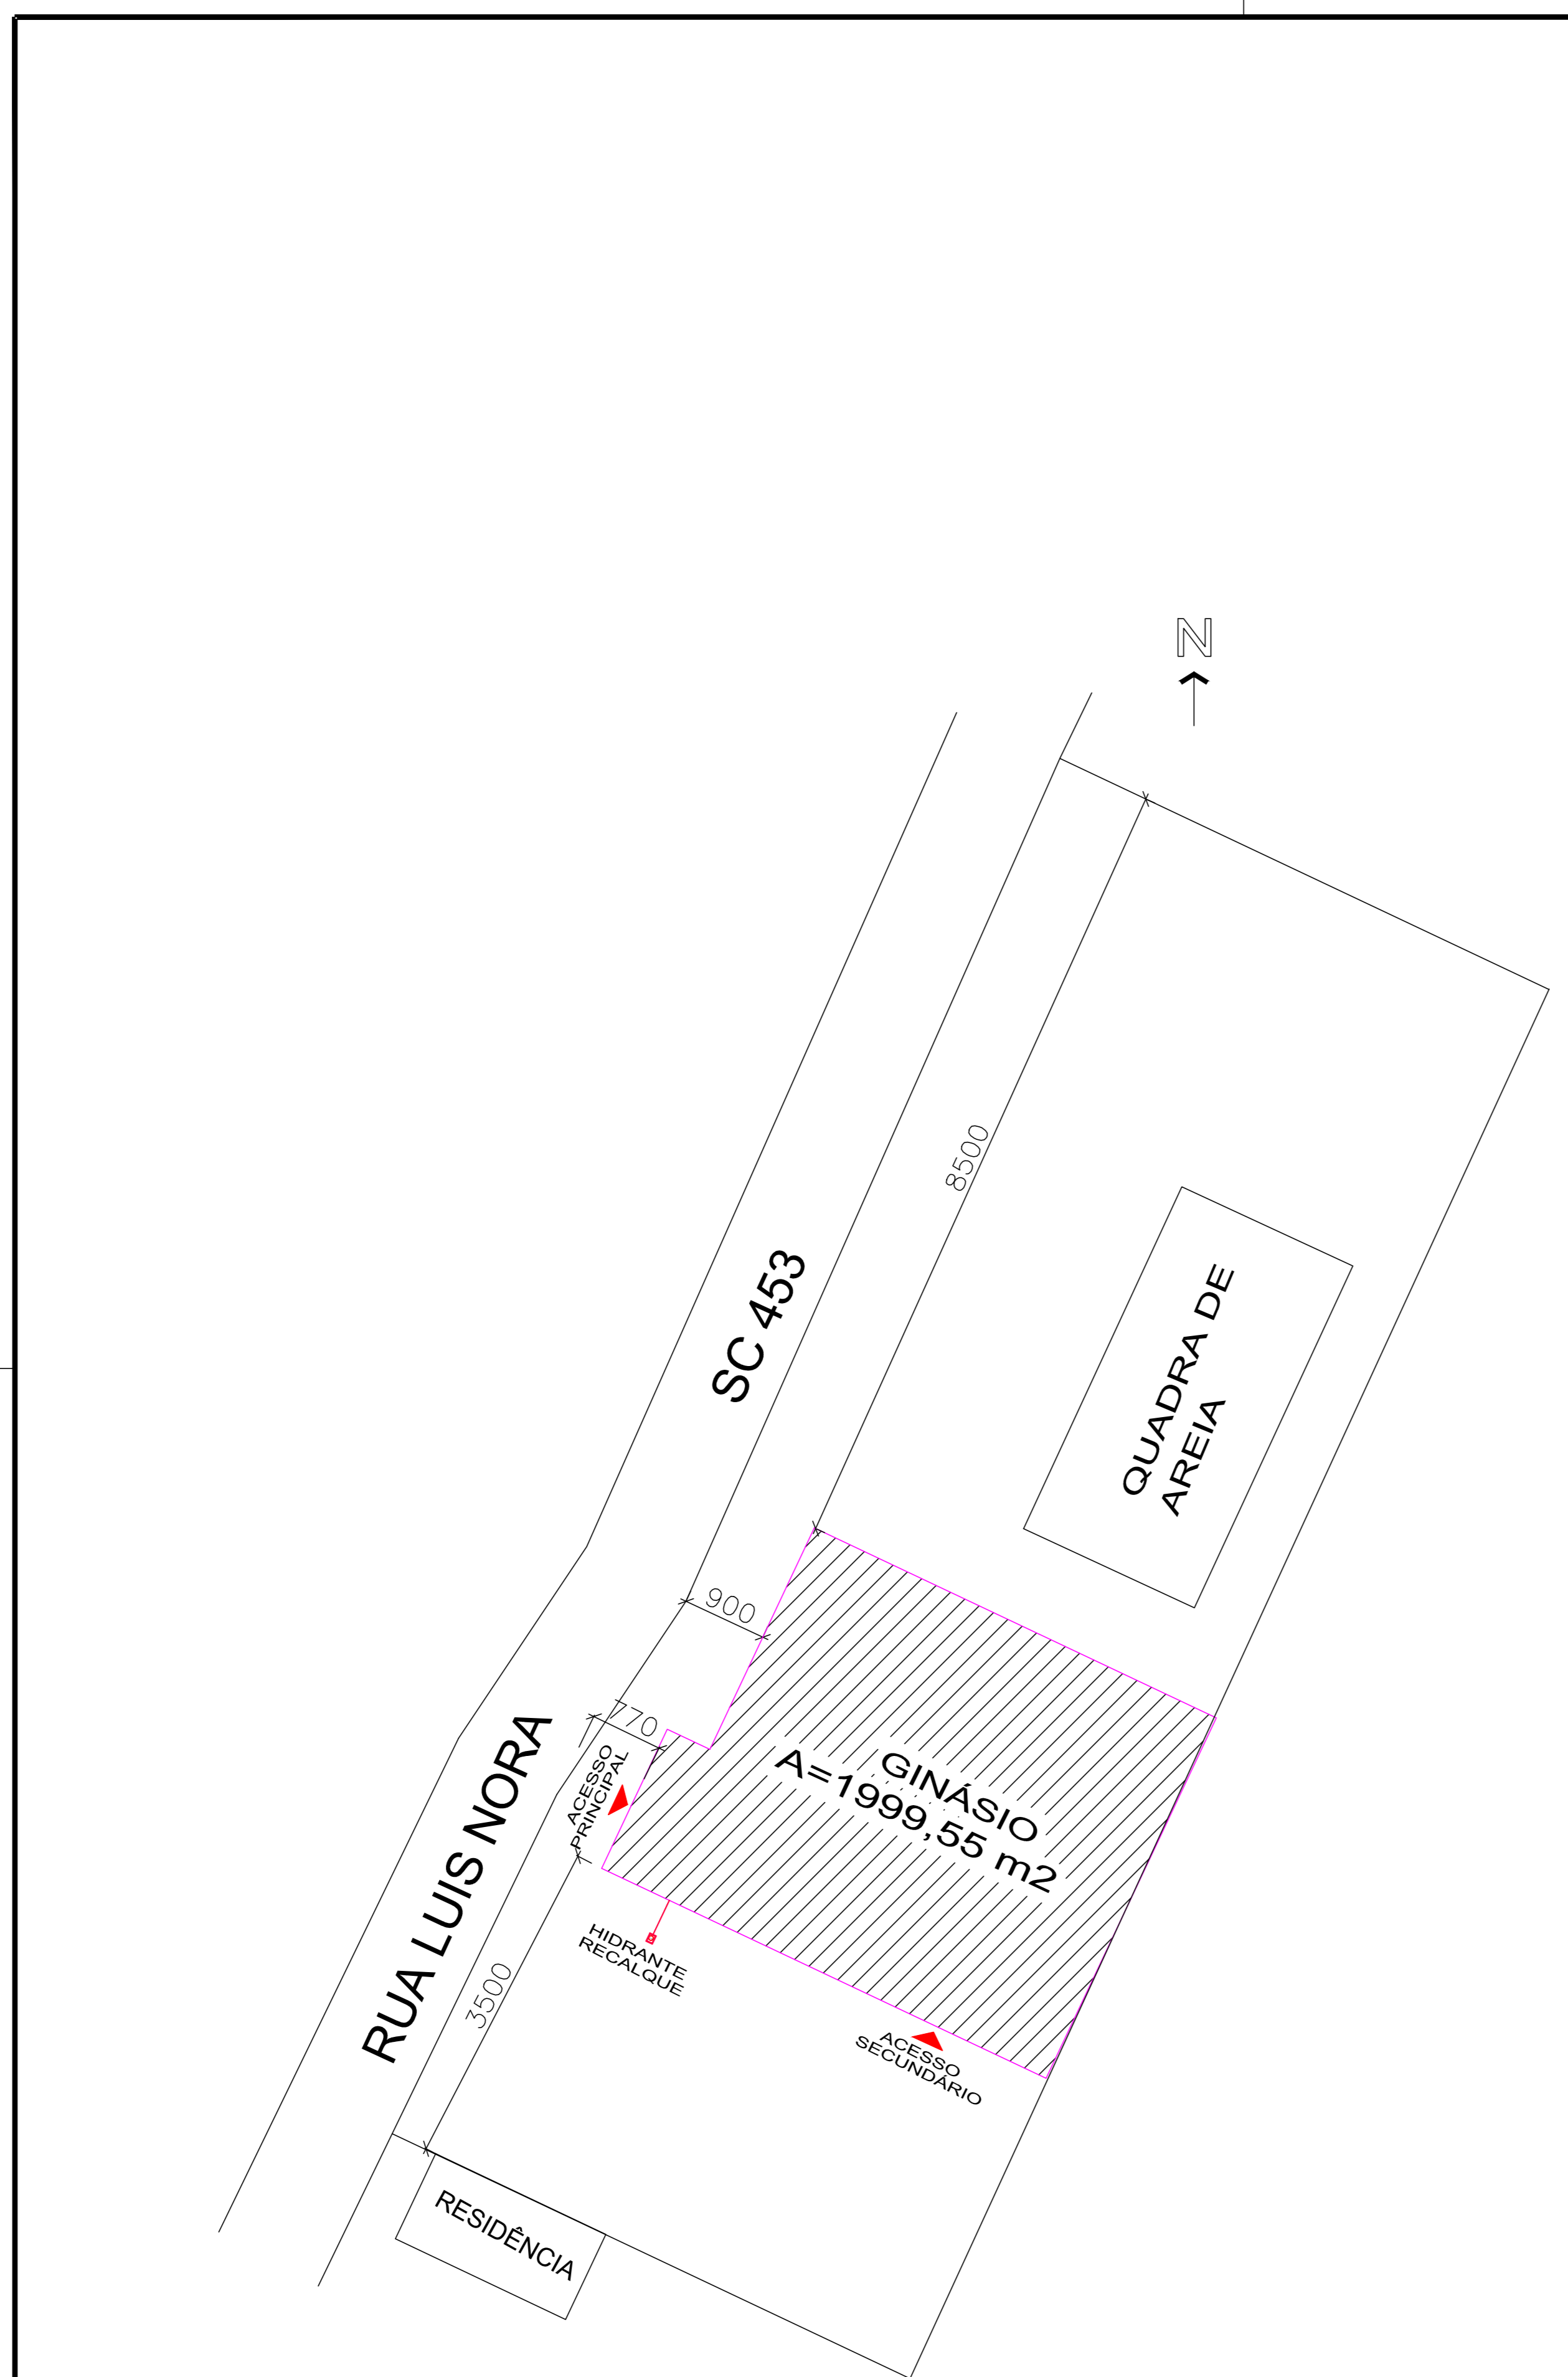 N
8500
SC 453
QUADRA DE
AREIA
900
770
ACESSO
PRINCIPAL
GINÁSIO
A=1999,55 m2
RUA LUIS NORA
HIDRANTE
RECALQUE
3500
ACESSO
SECUNDÁRIO
RESIDÊNCIA